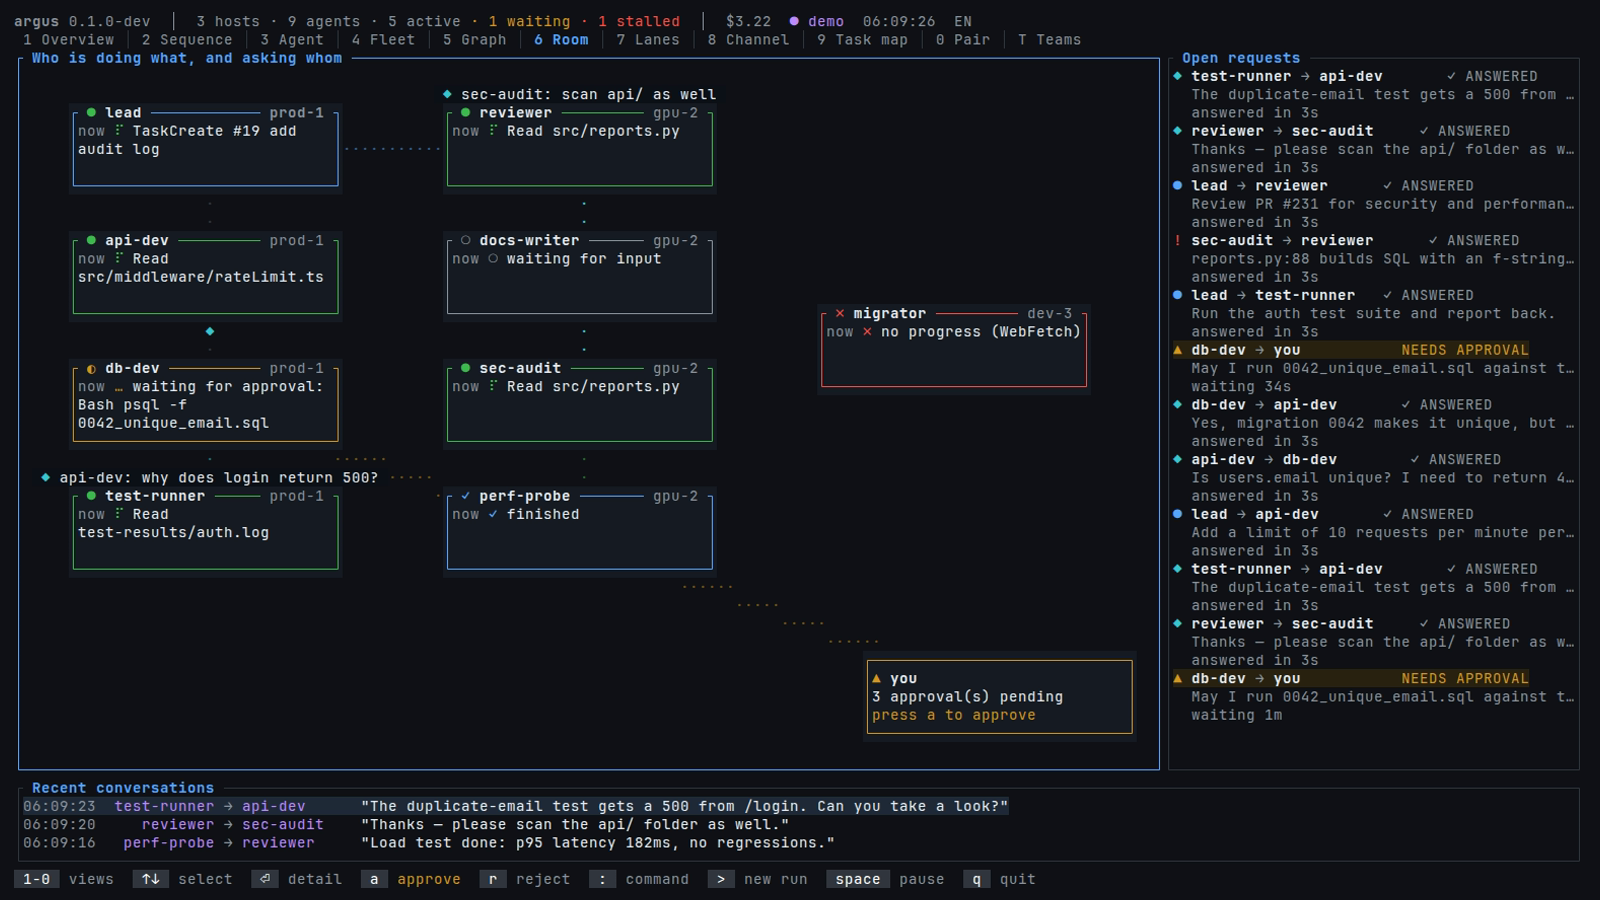 argus 0.1.0-dev │ 3 hosts · 9 agents · 5 active · 1 waiting · 1 stalled │ $3.22 ● demo 06:09:26 EN
1 Overview │ 2 Sequence │ 3 Agent │ 4 Fleet │ 5 Graph │ 6 Room │ 7 Lanes │ 8 Channel │ 9 Task map │ 0 Pair │ T Teams
Who is doing what, and asking whom
◆ sec-audit: scan api/ as well
● lead prod-1
now ⠏ TaskCreate #19 add
audit log
● reviewer gpu-2
now ⠏ Read src/reports.py
● api-dev prod-1
now ⠏ Read
src/middleware/rateLimit.ts
○ docs-writer gpu-2
now ○ waiting for input
✕ migrator dev-3
now ✕ no progress (WebFetch)
◐ db-dev prod-1
now … waiting for approval:
Bash psql -f
0042_unique_email.sql
● sec-audit gpu-2
now ⠏ Read src/reports.py
◆ api-dev: why does login return 500?
● test-runner prod-1
now ⠏ Read
test-results/auth.log
✓ perf-probe gpu-2
now ✓ finished
▲ you
3 approval(s) pending
press a to approve
Open requests
◆ test-runner → api-dev ✓ ANSWERED
The duplicate-email test gets a 500 from …
answered in 3s
◆ reviewer → sec-audit ✓ ANSWERED
Thanks — please scan the api/ folder as w…
answered in 3s
● lead → reviewer ✓ ANSWERED
Review PR #231 for security and performan…
answered in 3s
! sec-audit → reviewer ✓ ANSWERED
reports.py:88 builds SQL with an f-string…
answered in 3s
● lead → test-runner ✓ ANSWERED
Run the auth test suite and report back.
answered in 3s
▲ db-dev → you NEEDS APPROVAL
May I run 0042_unique_email.sql against t…
waiting 34s
◆ db-dev → api-dev ✓ ANSWERED
Yes, migration 0042 makes it unique, but …
answered in 3s
◆ api-dev → db-dev ✓ ANSWERED
Is users.email unique? I need to return 4…
answered in 3s
● lead → api-dev ✓ ANSWERED
Add a limit of 10 requests per minute per…
answered in 3s
◆ test-runner → api-dev ✓ ANSWERED
The duplicate-email test gets a 500 from …
answered in 3s
◆ reviewer → sec-audit ✓ ANSWERED
Thanks — please scan the api/ folder as w…
answered in 3s
▲ db-dev → you NEEDS APPROVAL
May I run 0042_unique_email.sql against t…
waiting 1m
Recent conversations
06:09:23 test-runner → api-dev "The duplicate-email test gets a 500 from /login. Can you take a look?"
06:09:20 reviewer → sec-audit "Thanks — please scan the api/ folder as well."
06:09:16 perf-probe → reviewer "Load test done: p95 latency 182ms, no regressions."
1-0 views ↑↓ select ⏎ detail a approve r reject : command > new run space pause q quit